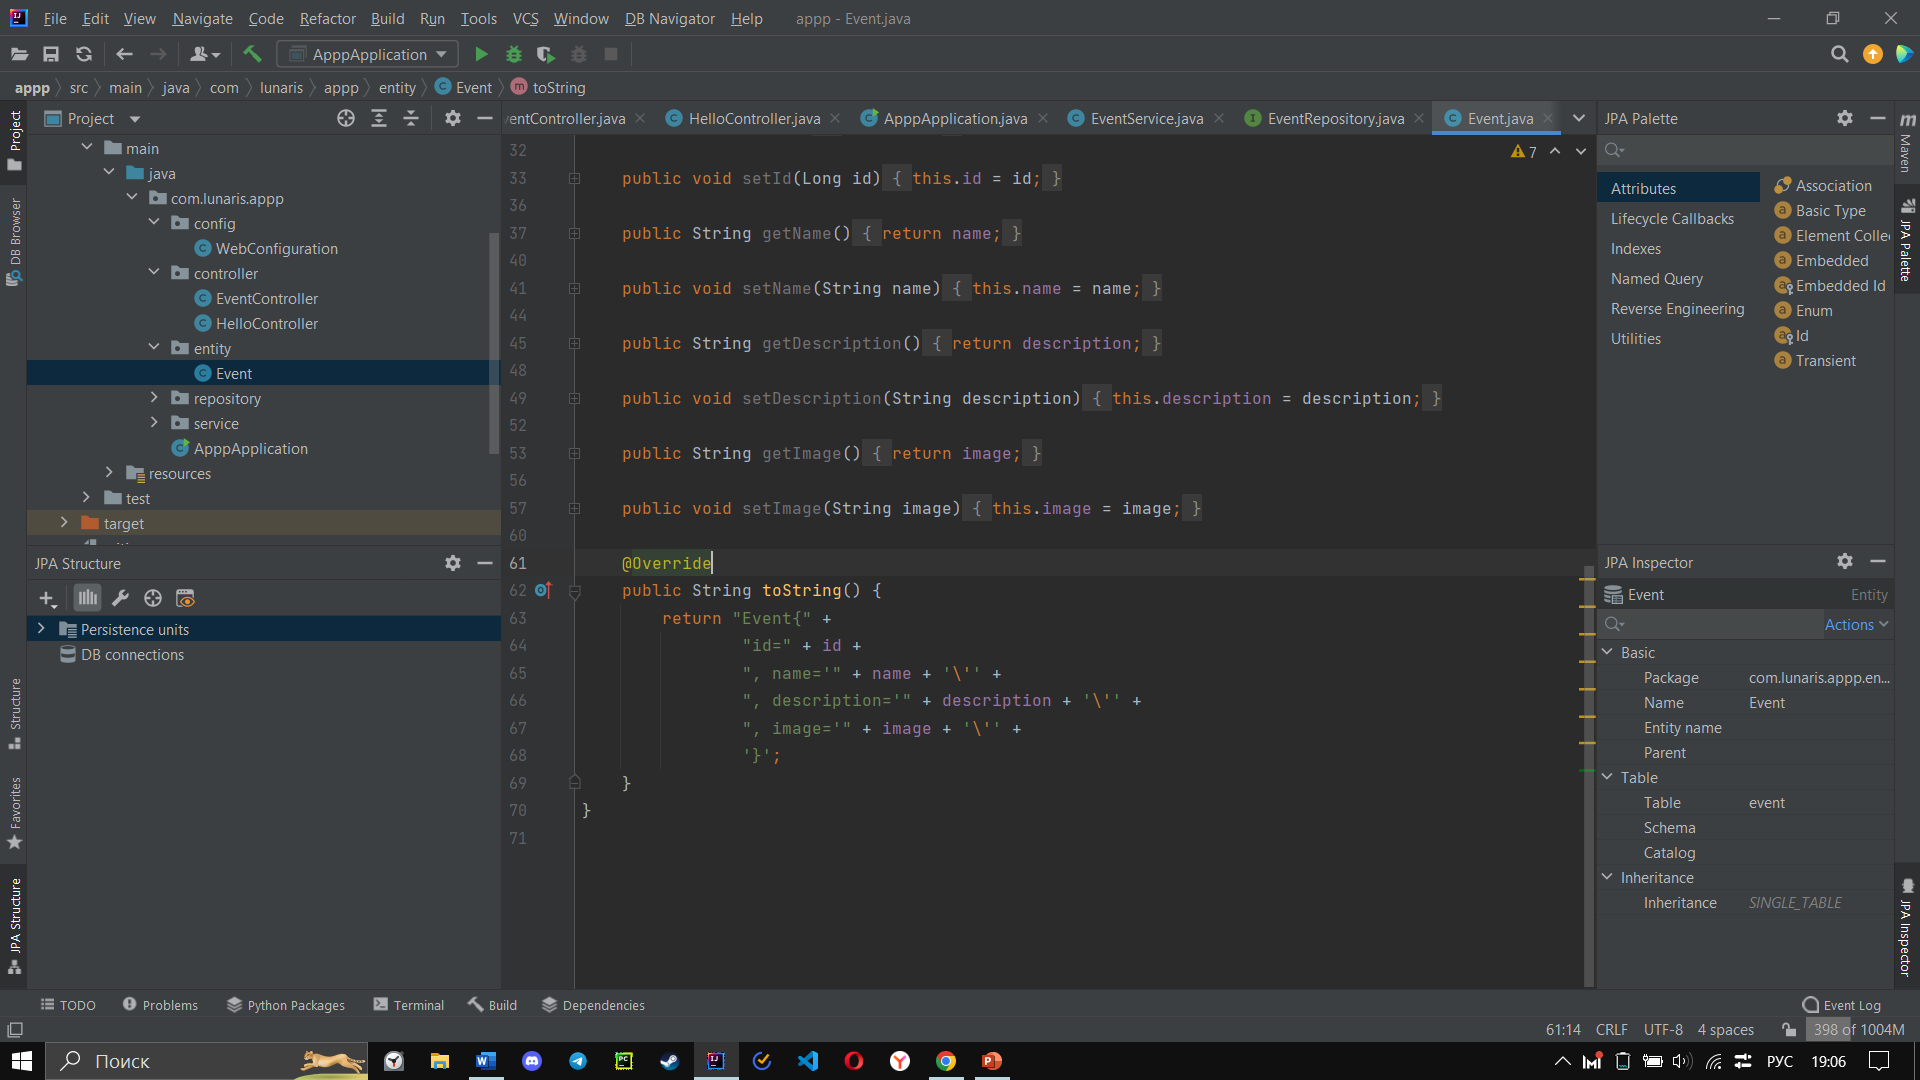 File Edit View Navigate Code Refactor Build Run Tools VCS Window DB Navigator Help appp - Event.java
ApppApplication
appp src main java com lunaris appp entity Event toString
Project
ventController.java HelloController.java ApppApplication.java EventService.java EventRepository.java Event.java
JPA Palette
main
java
com.lunaris.appp
config
WebConfiguration
controller
EventController
HelloController
entity
Event
repository
service
ApppApplication
resources
test
target
JPA Structure
Persistence units
DB connections
7
32
33 public void setId(Long id) { this.id = id; }
36
37 public String getName() { return name; }
40
41 public void setName(String name) { this.name = name; }
44
45 public String getDescription() { return description; }
48
49 public void setDescription(String description) { this.description = description; }
52
53 public String getImage() { return image; }
56
57 public void setImage(String image) { this.image = image; }
60
61 @Override
62 public String toString() {
63 return "Event{" +
64 "id=" + id +
65 ", name='" + name + '\'' +
66 ", description='" + description + '\'' +
67 ", image='" + image + '\'' +
68 '}';
69 }
70 }
71
Attributes
Lifecycle Callbacks
Indexes
Named Query
Reverse Engineering
Utilities
Association
Basic Type
Element Colle
Embedded
Embedded Id
Enum
Id
Transient
JPA Inspector
Event Entity
Actions
Basic
Package com.lunaris.appp.en...
Name Event
Entity name
Parent
Table
Table event
Schema
Catalog
Inheritance
Inheritance SINGLE_TABLE
Project
DB Browser
Structure
Favorites
JPA Structure
Maven
JPA Palette
JPA Inspector
TODO Problems Python Packages Terminal Build Dependencies Event Log
61:14 CRLF UTF-8 4 spaces 398 of 1004M
Поиск РУС 19:06